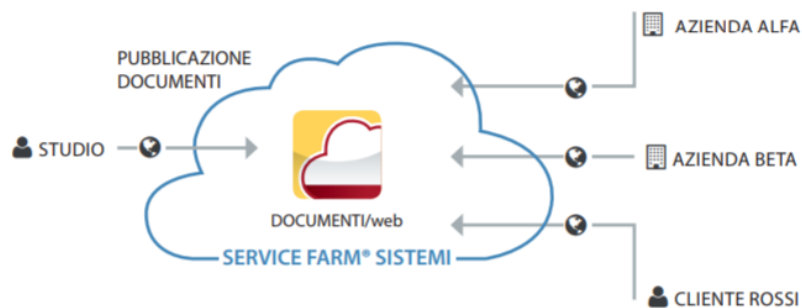 AZIENDA ALFA
PUBBLICAZIONE
DOCUMENTI
STUDIO
AZIENDA BETA
DOCUMENTI/web
SERVICE FARM® SISTEMI
CLIENTE ROSSI